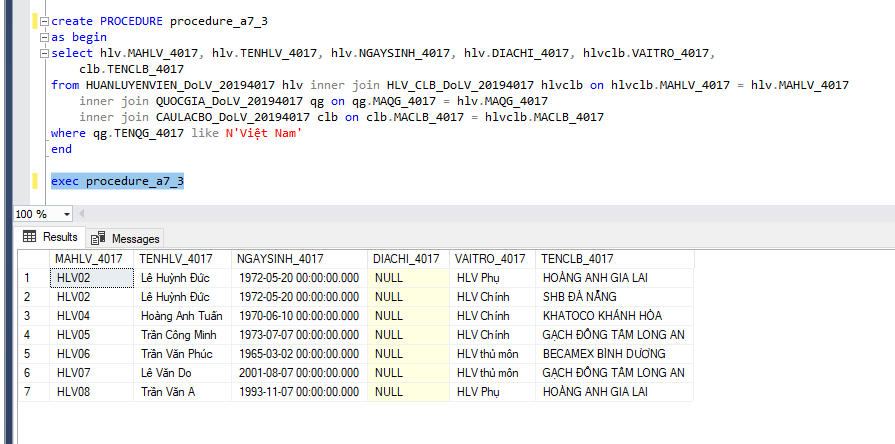 create PROCEDURE procedure_a7_3
as begin
select hlv.MAHLV_4017, hlv.TENHLV_4017, hlv.NGAYSINH_4017, hlv.DIACHI_4017, hlvclb.VAITRO_4017,
clb.TENCLB_4017
from HUANLUYENVIEN_DoLV_20194017 hlv inner join HLV_CLB_DoLV_20194017 hlvclb on hlvclb.MAHLV_4017 = hlv.MAHLV_4017
inner join QUOCGIA_DoLV_20194017 qg on qg.MAQG_4017 = hlv.MAQG_4017
inner join CAULACBO_DoLV_20194017 clb on clb.MACLB_4017 = hlvclb.MACLB_4017
where qg.TENQG_4017 like N'Việt Nam'
end
exec procedure_a7_3
100 %
Results Messages
MAHLV_4017 TENHLV_4017 NGAYSINH_4017 DIACHI_4017 VAITRO_4017 TENCLB_4017
1 HLV02 Lê Huỳnh Đức 1972-05-20 00:00:00.000 NULL HLV Phụ HOÀNG ANH GIA LAI
2 HLV02 Lê Huỳnh Đức 1972-05-20 00:00:00.000 NULL HLV Chính SHB ĐÀ NẴNG
3 HLV04 Hoàng Anh Tuấn 1970-06-10 00:00:00.000 NULL HLV Chính KHATOCO KHÁNH HÒA
4 HLV05 Trần Công Minh 1973-07-07 00:00:00.000 NULL HLV Chính GẠCH ĐỒNG TÂM LONG AN
5 HLV06 Trần Văn Phúc 1965-03-02 00:00:00.000 NULL HLV thủ môn BECAMEX BÌNH DƯƠNG
6 HLV07 Lê Văn Do 2001-08-07 00:00:00.000 NULL HLV thủ môn GẠCH ĐỒNG TÂM LONG AN
7 HLV08 Trần Văn A 1993-11-07 00:00:00.000 NULL HLV Phụ HOÀNG ANH GIA LAI